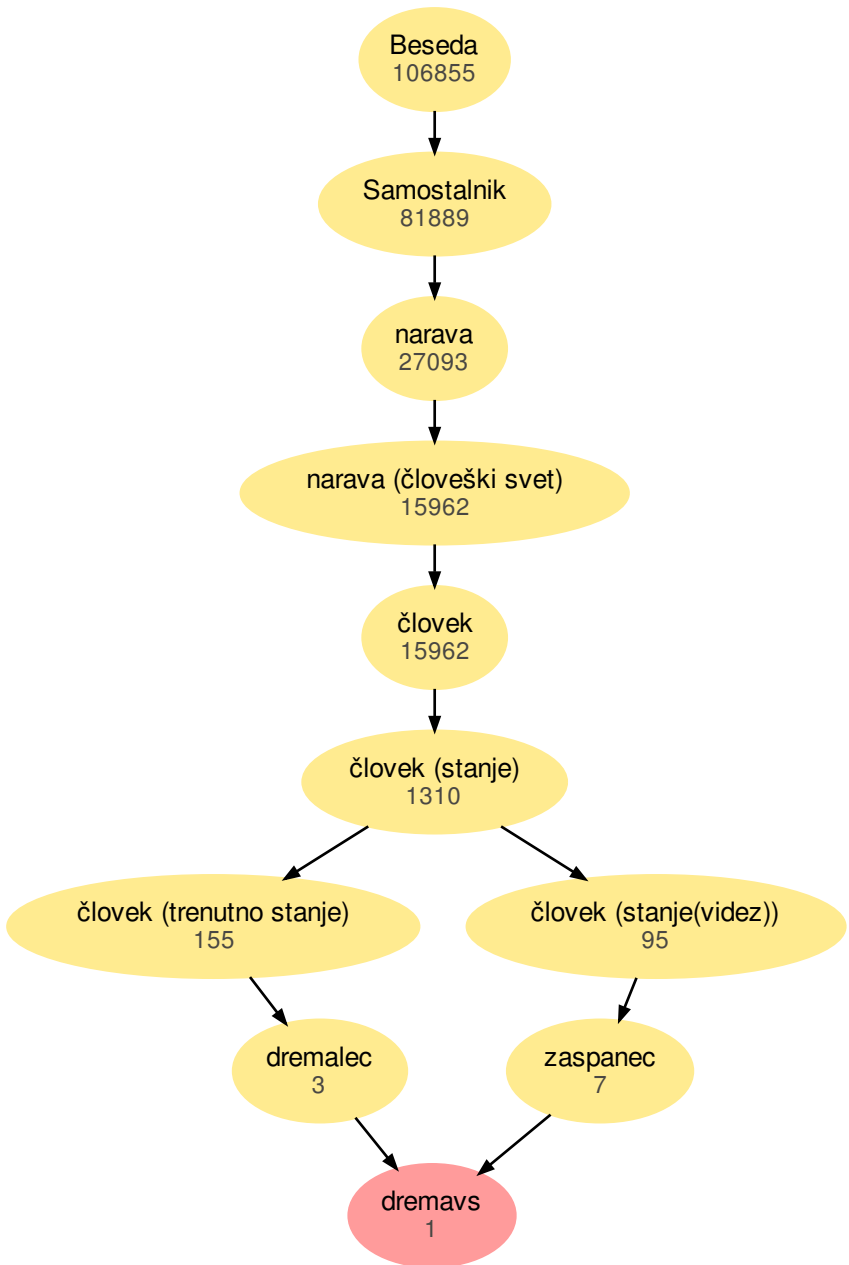 Beseda
106855
Samostalnik
81889
narava
27093
narava (človeški svet)
15962
človek
15962
človek (stanje)
1310
človek (trenutno stanje)
155
človek (stanje(videz))
95
dremalec
3
zaspanec
7
dremavs
1